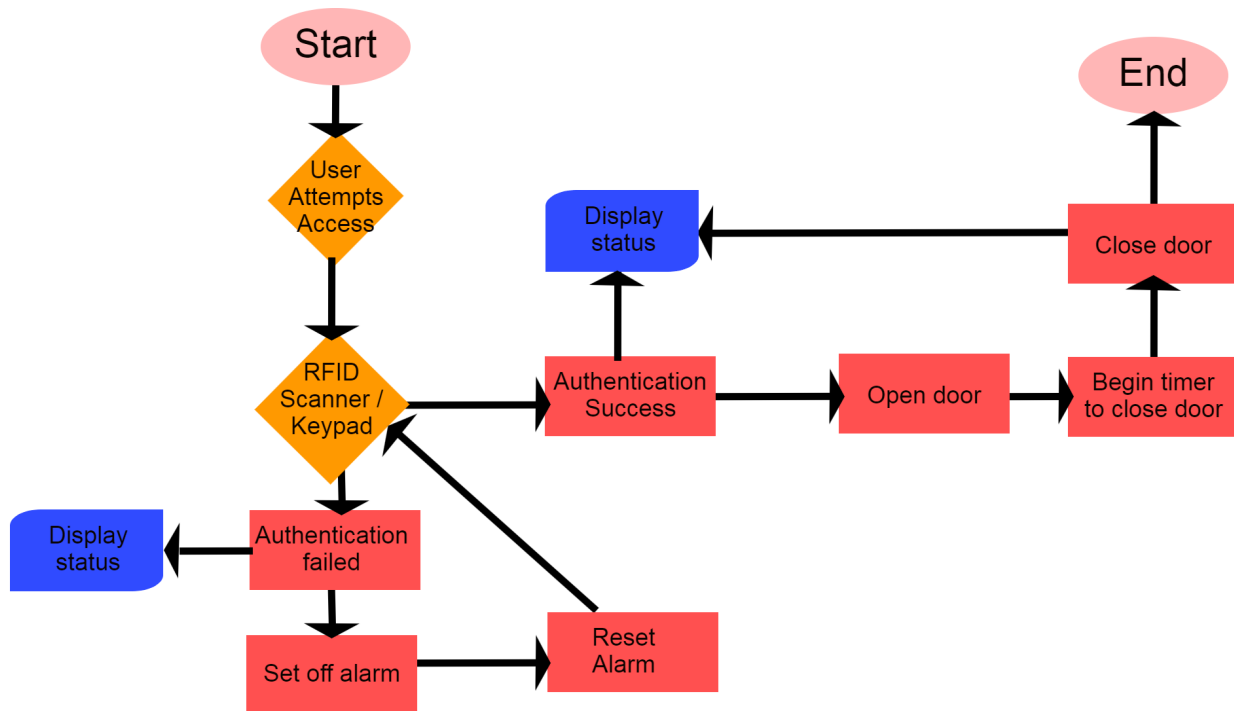 Start
End
User
Attempts
Access
Display
status
Close door
RFID
Scanner /
Keypad
Authentication
Success
Open door
Begin timer
to close door
Display
status
Authentication
failed
Set off alarm
Reset
Alarm